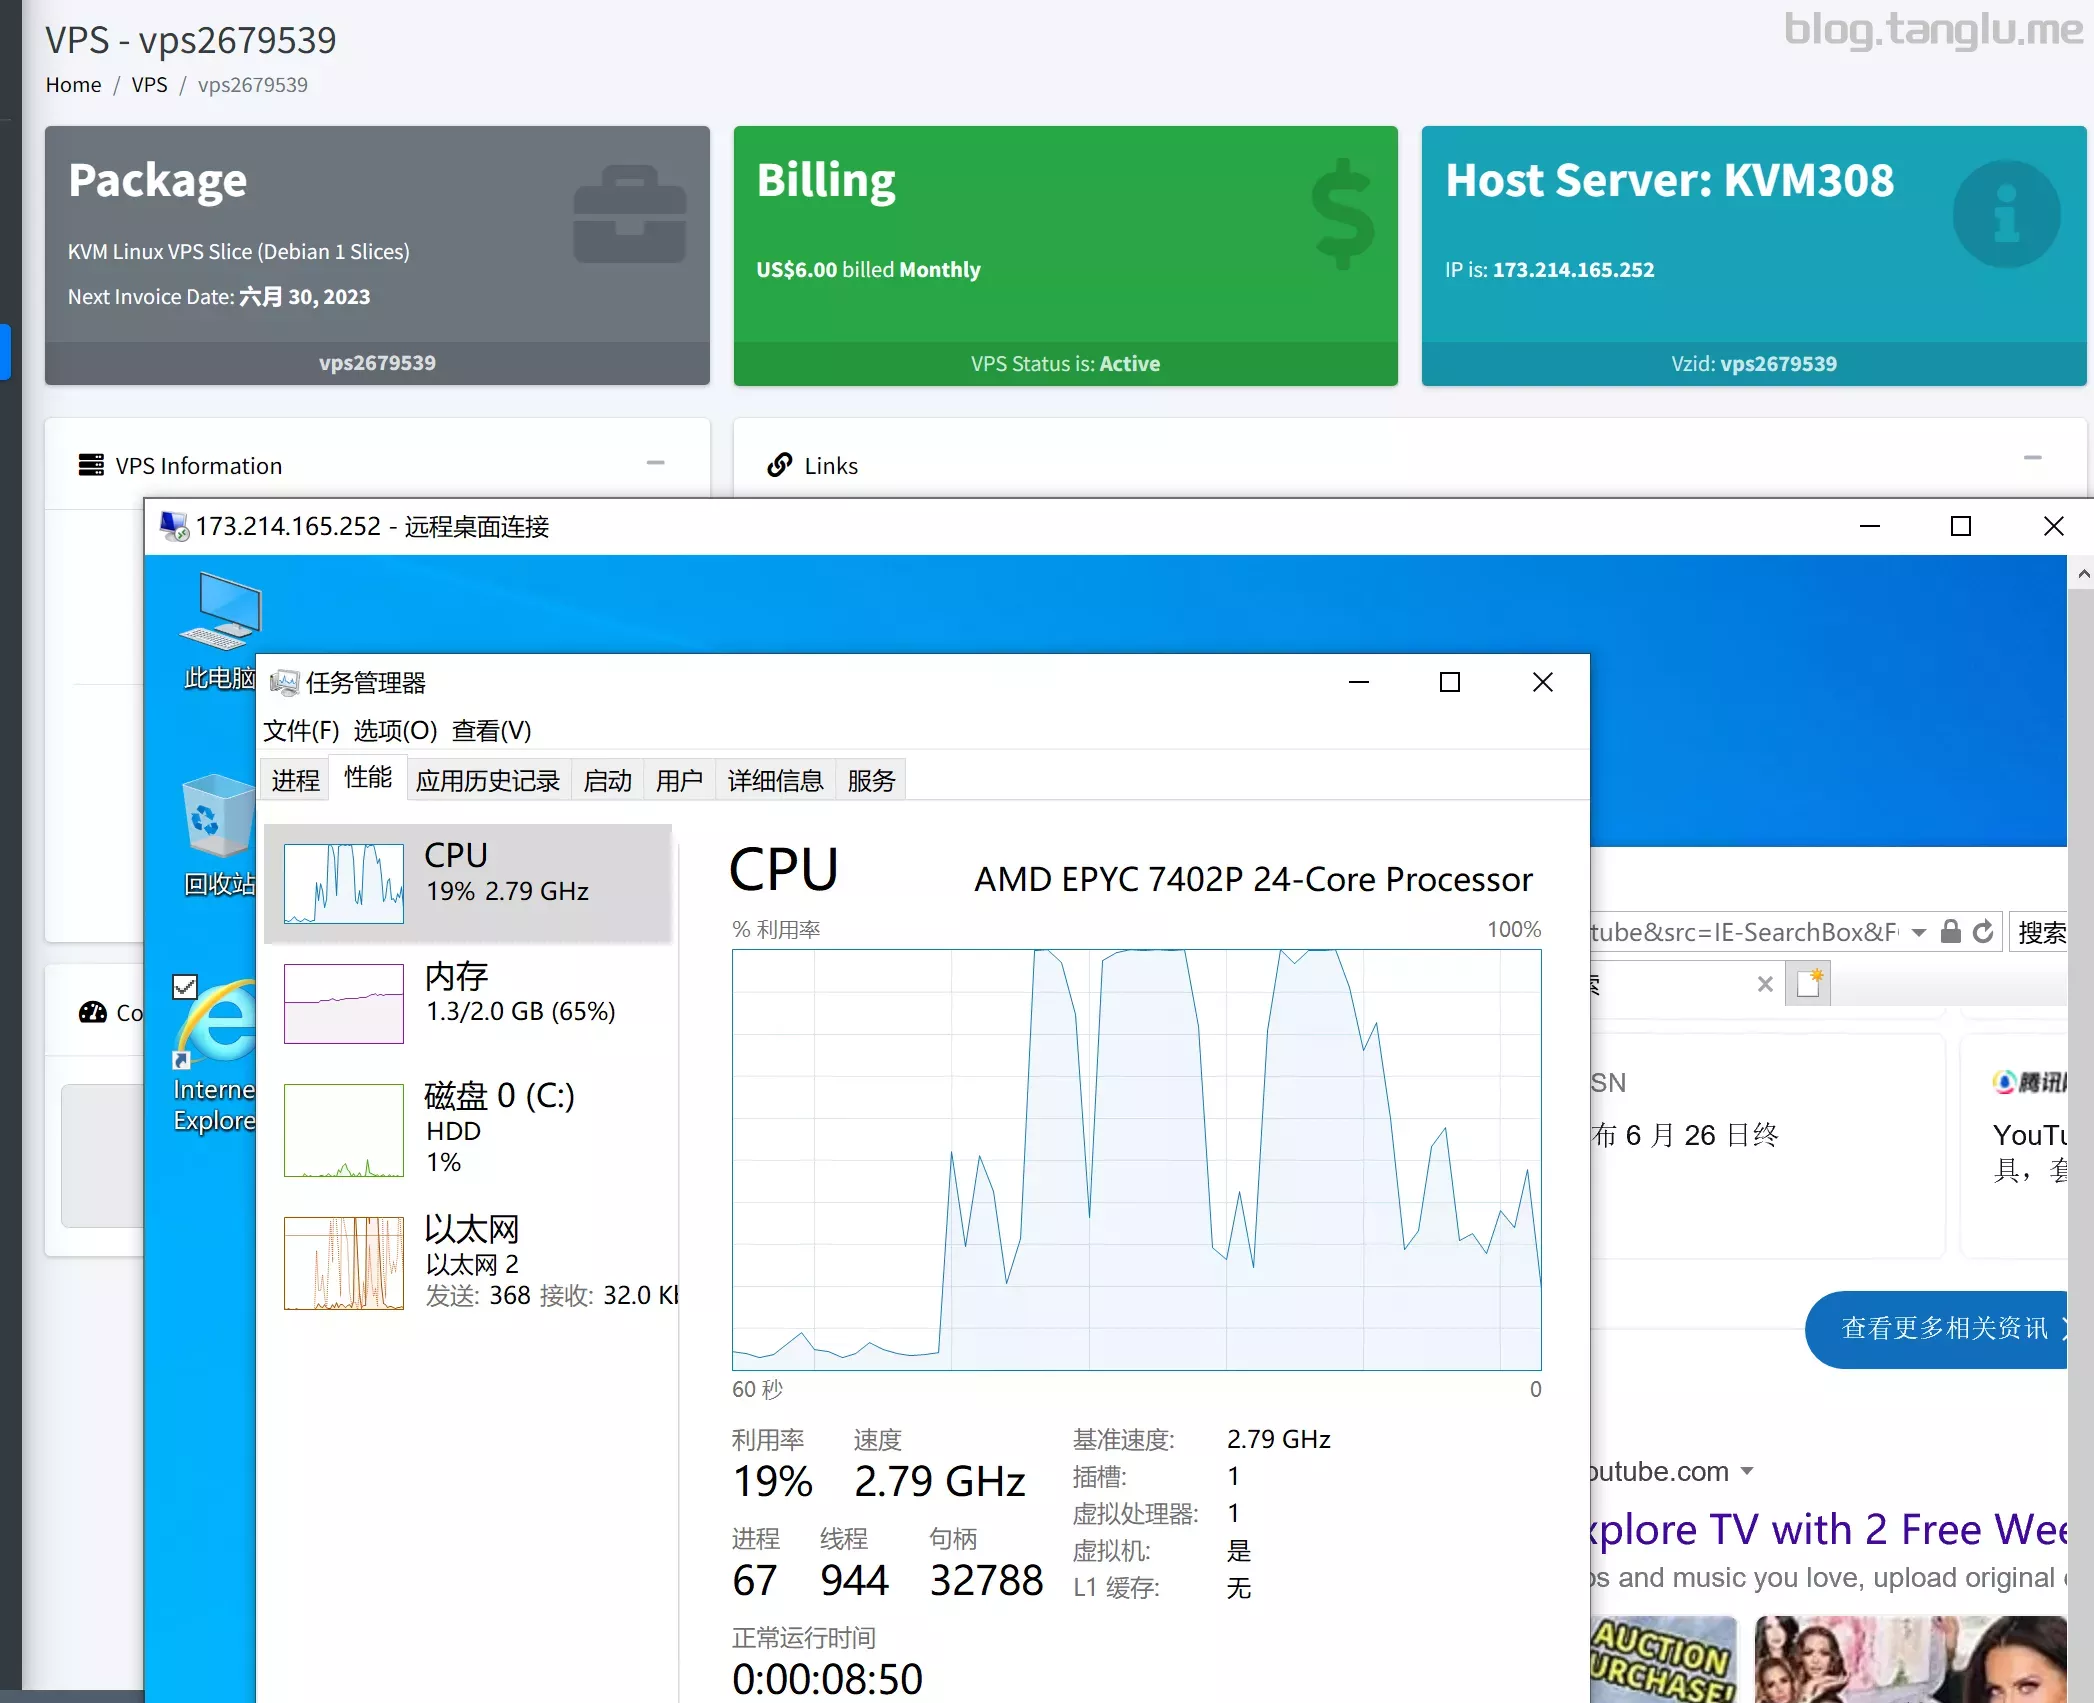 blog.tanglu.me
VPS - vps2679539
Home / VPS / vps2679539
Package
KVM Linux VPS Slice (Debian 1 Slices)
Next Invoice Date: 六月 30, 2023
vps2679539
Billing
US$6.00 billed Monthly
VPS Status is: Active
Host Server: KVM308
IP is: 173.214.165.252
Vzid: vps2679539
VPS Information
Links
Co
173.214.165.252 - 远程桌面连接
此电脑
回收站
Interne
Explore
任务管理器
文件(F) 选项(O) 查看(V)
进程 性能 应用历史记录 启动 用户 详细信息 服务
CPU
19% 2.79 GHz
内存
1.3/2.0 GB (65%)
磁盘 0 (C:)
HDD
1%
以太网
以太网 2
发送: 368 接收: 32.0 Kl
CPU AMD EPYC 7402P 24-Core Processor
% 利用率 100%
60 秒 0
利用率 速度
19% 2.79 GHz
进程 线程 句柄
67 944 32788
正常运行时间
0:00:08:50
基准速度: 2.79 GHz
插槽: 1
虚拟处理器: 1
虚拟机: 是
L1 缓存: 无
tube&src=IE-SearchBox&F 搜索
索
SN
布 6 月 26 日终
腾讯
YouTu
具，套
查看更多相关资讯
outube.com
xplore TV with 2 Free Wee
os and music you love, upload original
AUCTION
URCHASE!